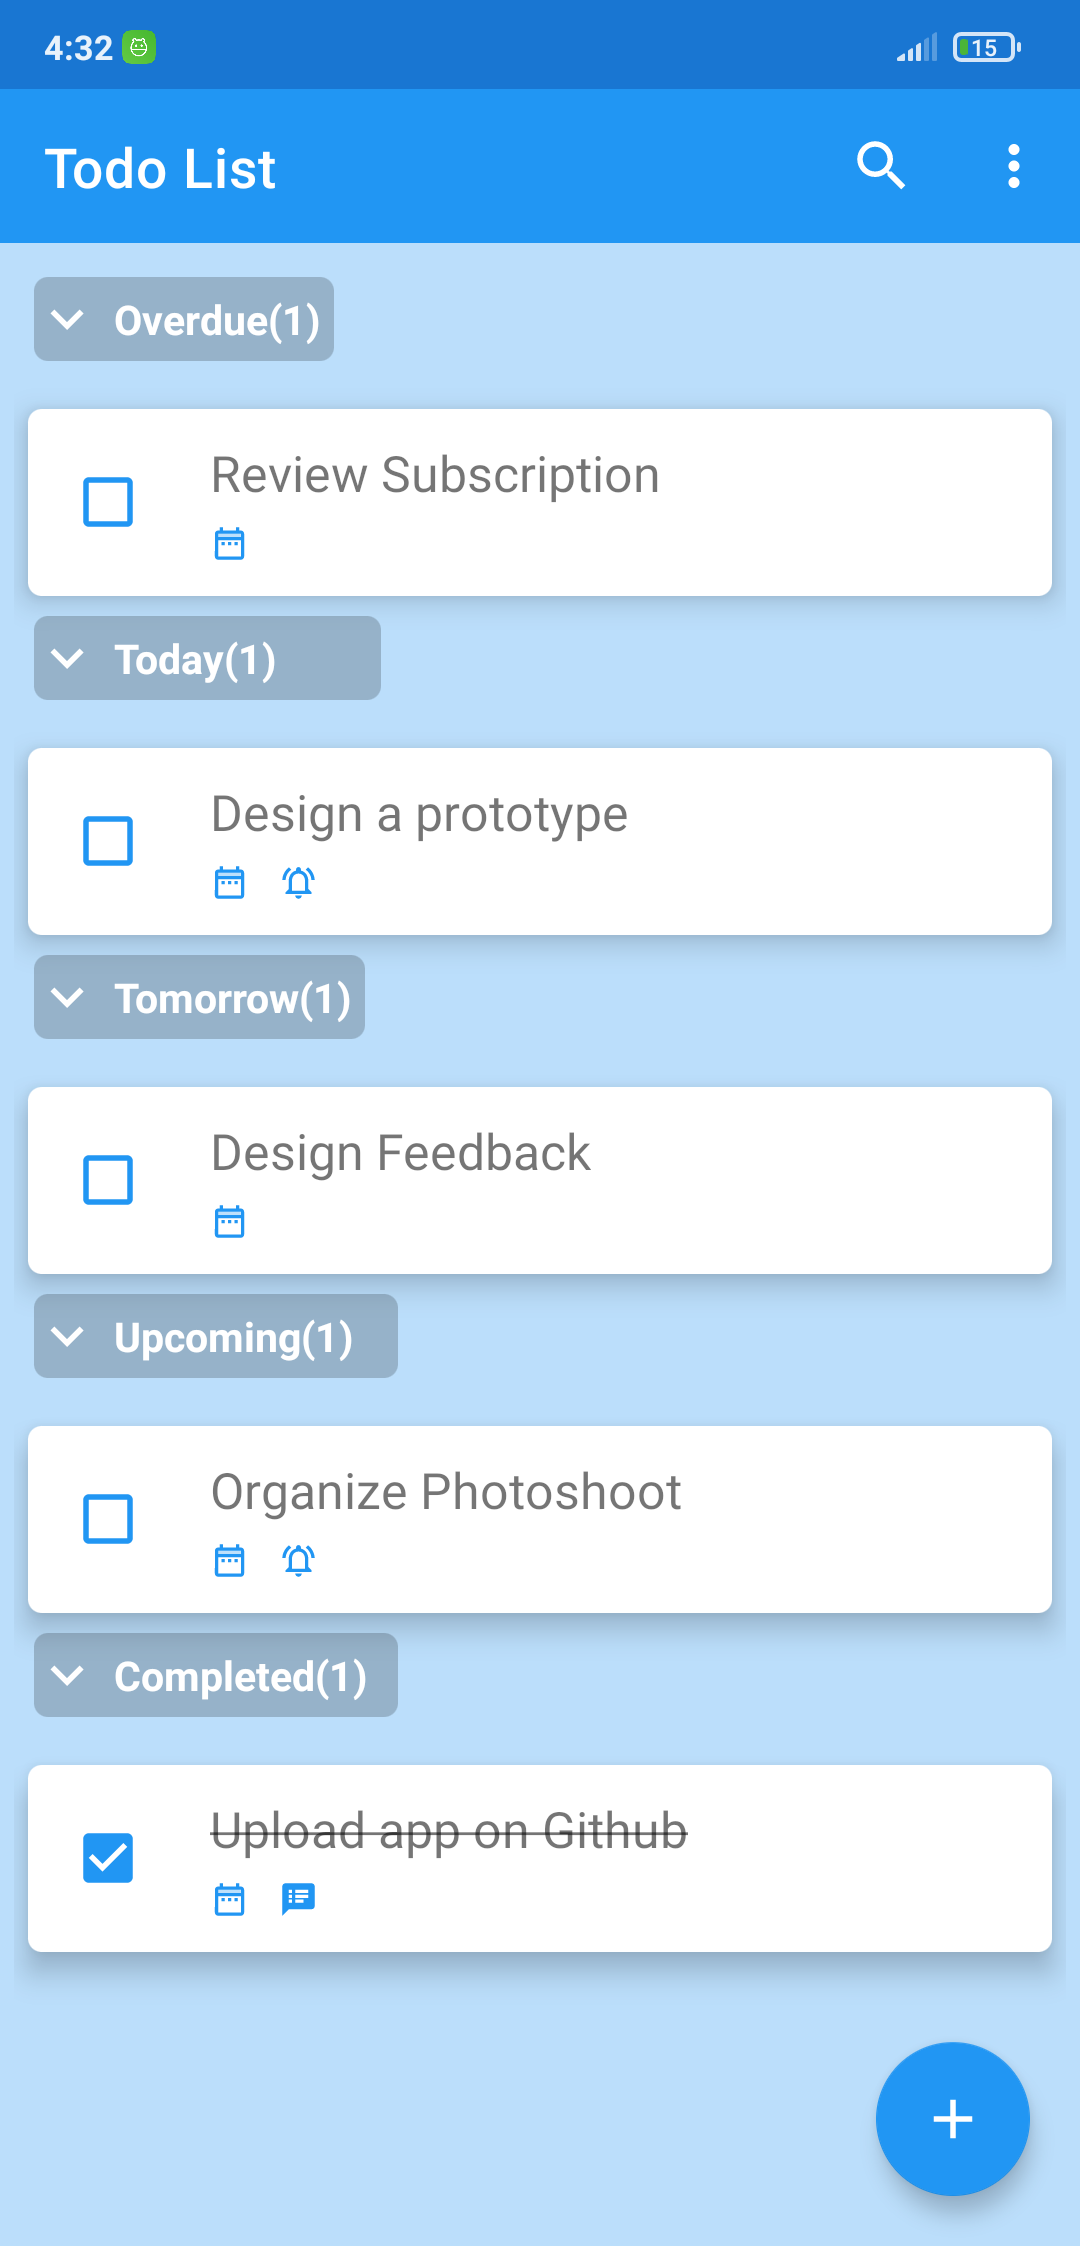 4:32
15
Todo List
Overdue(1)
Review Subscription
Today(1)
Design a prototype
Tomorrow(1)
Design Feedback
Upcoming(1)
Organize Photoshoot
Completed(1)
Upload app on Github